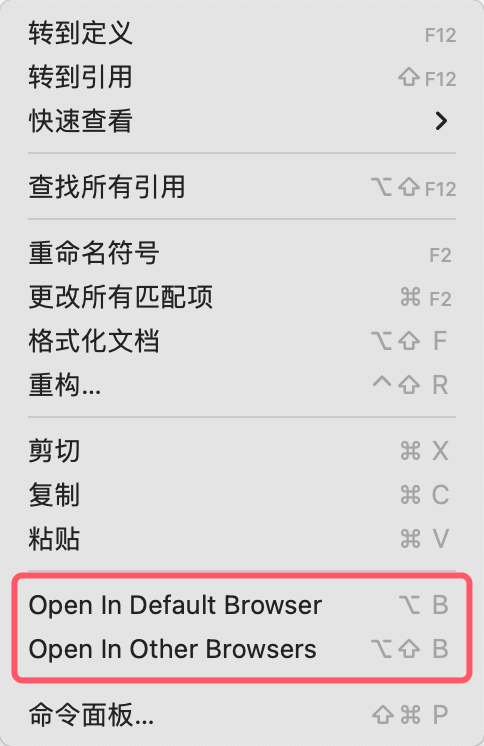 转到定义 F12
转到引用 ⇧F12
快速查看
查找所有引用 ⌥⇧F12
重命名符号 F2
更改所有匹配项 ⌘F2
格式化文档 ⌥⇧F
重构... ^⇧R
剪切 ⌘X
复制 ⌘C
粘贴 ⌘V
Open In Default Browser ⌥B
Open In Other Browsers ⌥⇧B
命令面板... ⇧⌘P